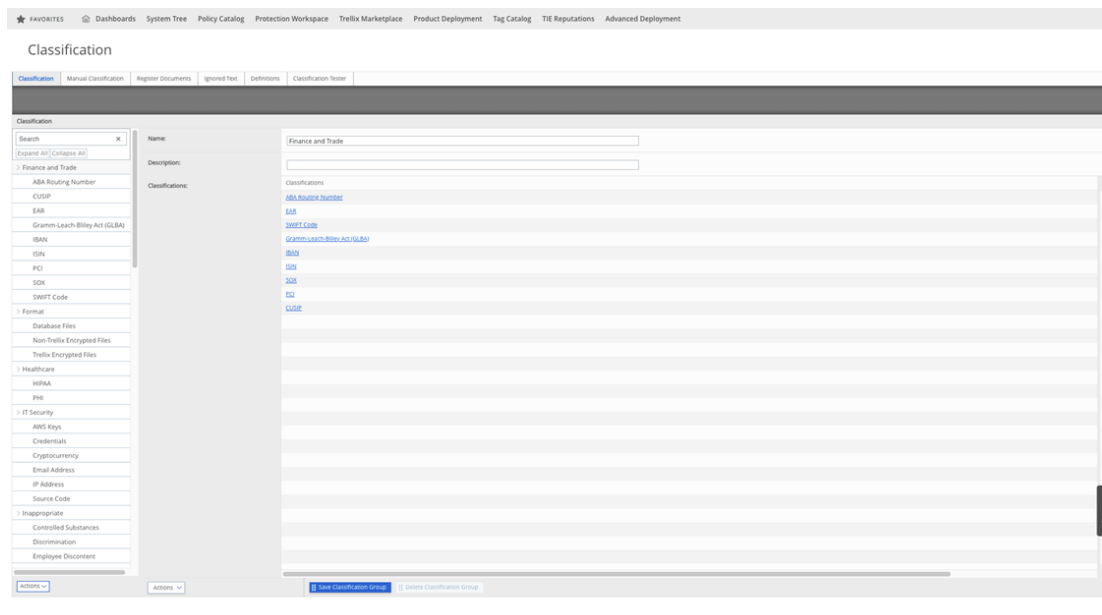 FAVORITES Dashboards System Tree Policy Catalog Protection Workspace Trellix Marketplace Product Deployment Tag Catalog TIE Reputations Advanced Deployment
Classification
Classification Manual Classification Register Documents Ignored Text Definitions Classification Tester
Classification
Search
Expand All Collapse All
Finance and Trade
ABA Routing Number
CUSIP
EAR
Gramm-Leach-Bliley Act (GLBA)
IBAN
ISIN
PCI
SOX
SWIFT Code
Format
Database Files
Non-Trellix Encrypted Files
Trellix Encrypted Files
Healthcare
HIPAA
PHI
IT Security
AWS Keys
Credentials
Cryptocurrency
Email Address
IP Address
Source Code
Inappropriate
Controlled Substances
Discrimination
Employee Discontent
Actions
Name:
Finance and Trade
Description:
Classifications:
Classifications
ABA Routing Number
EAR
SWIFT Code
Gramm-Leach-Bliley Act (GLBA)
IBAN
ISIN
SOX
PCI
CUSIP
Actions
Save Classification Group
Delete Classification Group